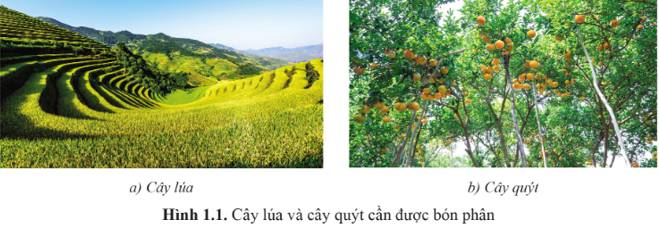 a) Cây lúa
b) Cây quýt
Hình 1.1. Cây lúa và cây quýt cần được bón phân